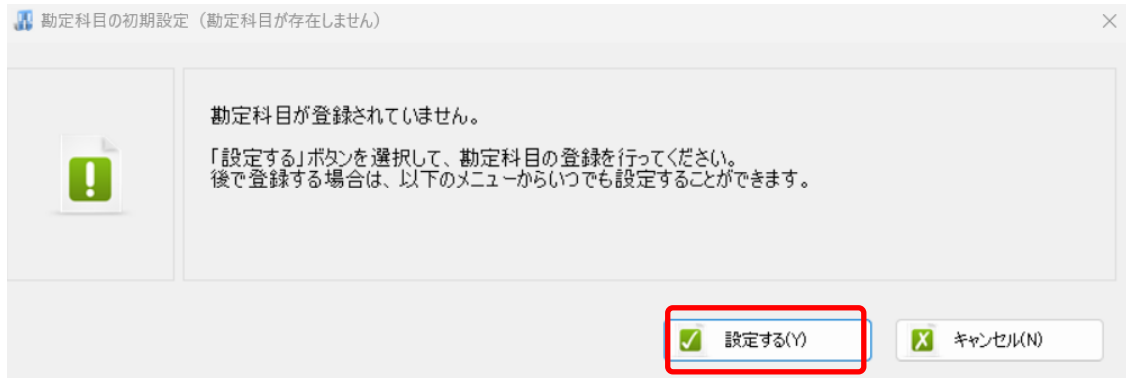 勘定科目の初期設定（勘定科目が存在しません）
勘定科目が登録されていません。
「設定する」ボタンを選択して、勘定科目の登録を行ってください。
後で登録する場合は、以下のメニューからいつでも設定することができます。
設定する(Y)
キャンセル(N)